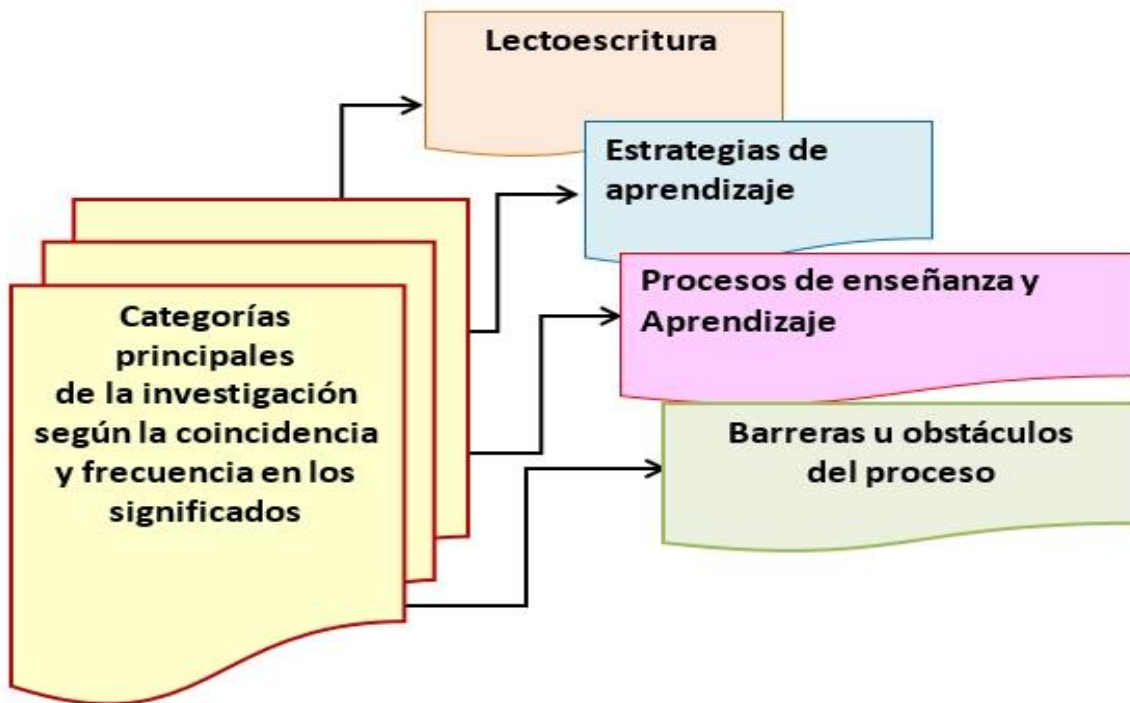 Lectoescritura
Estrategias de
aprendizaje
Procesos de enseñanza y
Aprendizaje
Barreras u obstáculos
del proceso
Categorías
principales
de la investigación
según la coincidencia
y frecuencia en los
significados